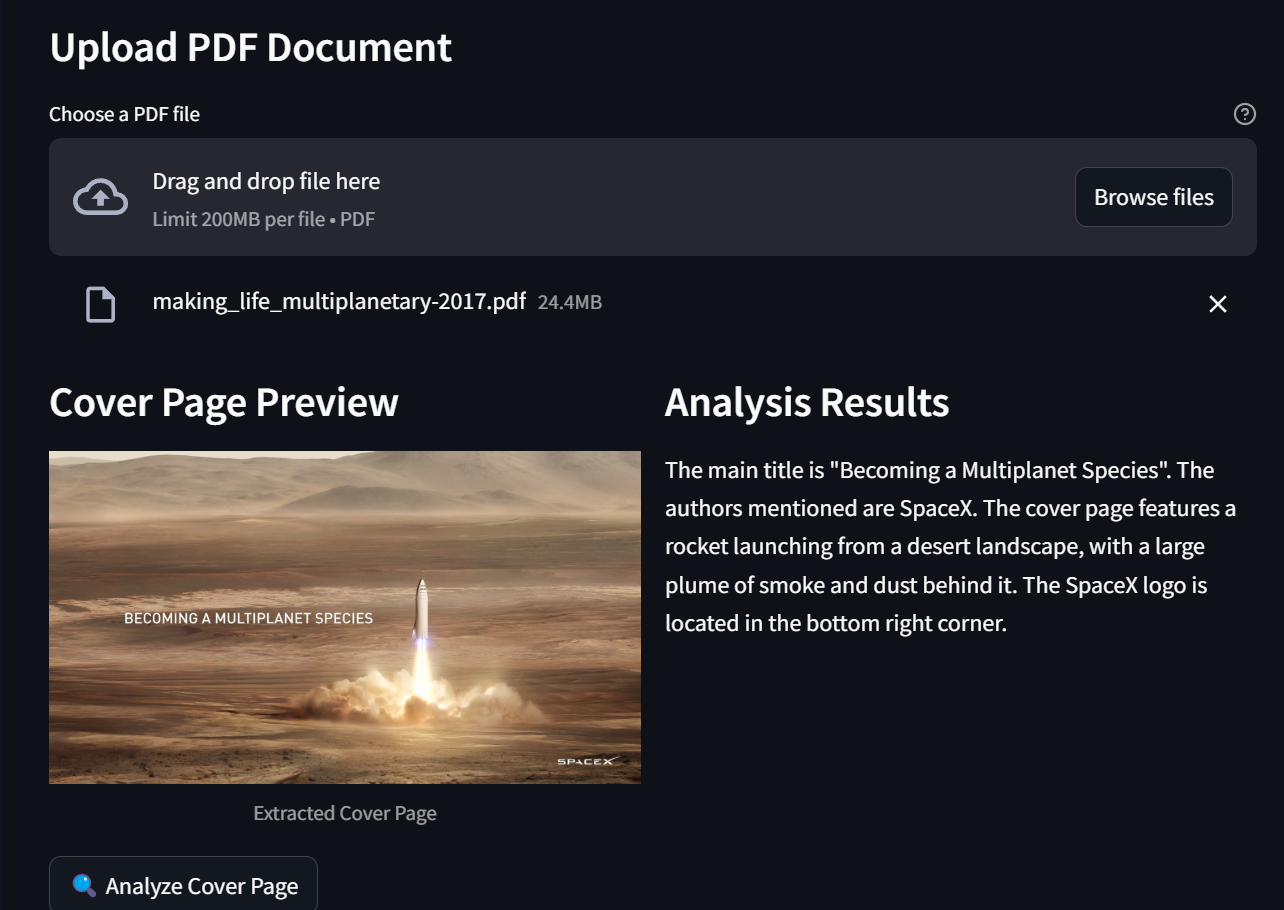 Upload PDF Document
Choose a PDF file
Drag and drop file here
Limit 200MB per file • PDF
Browse files
making_life_multiplanetary-2017.pdf 24.4MB
Cover Page Preview
BECOMING A MULTIPLANET SPECIES
SPACEX
Extracted Cover Page
Analyze Cover Page
Analysis Results
The main title is "Becoming a Multiplanet Species". The
authors mentioned are SpaceX. The cover page features a
rocket launching from a desert landscape, with a large
plume of smoke and dust behind it. The SpaceX logo is
located in the bottom right corner.